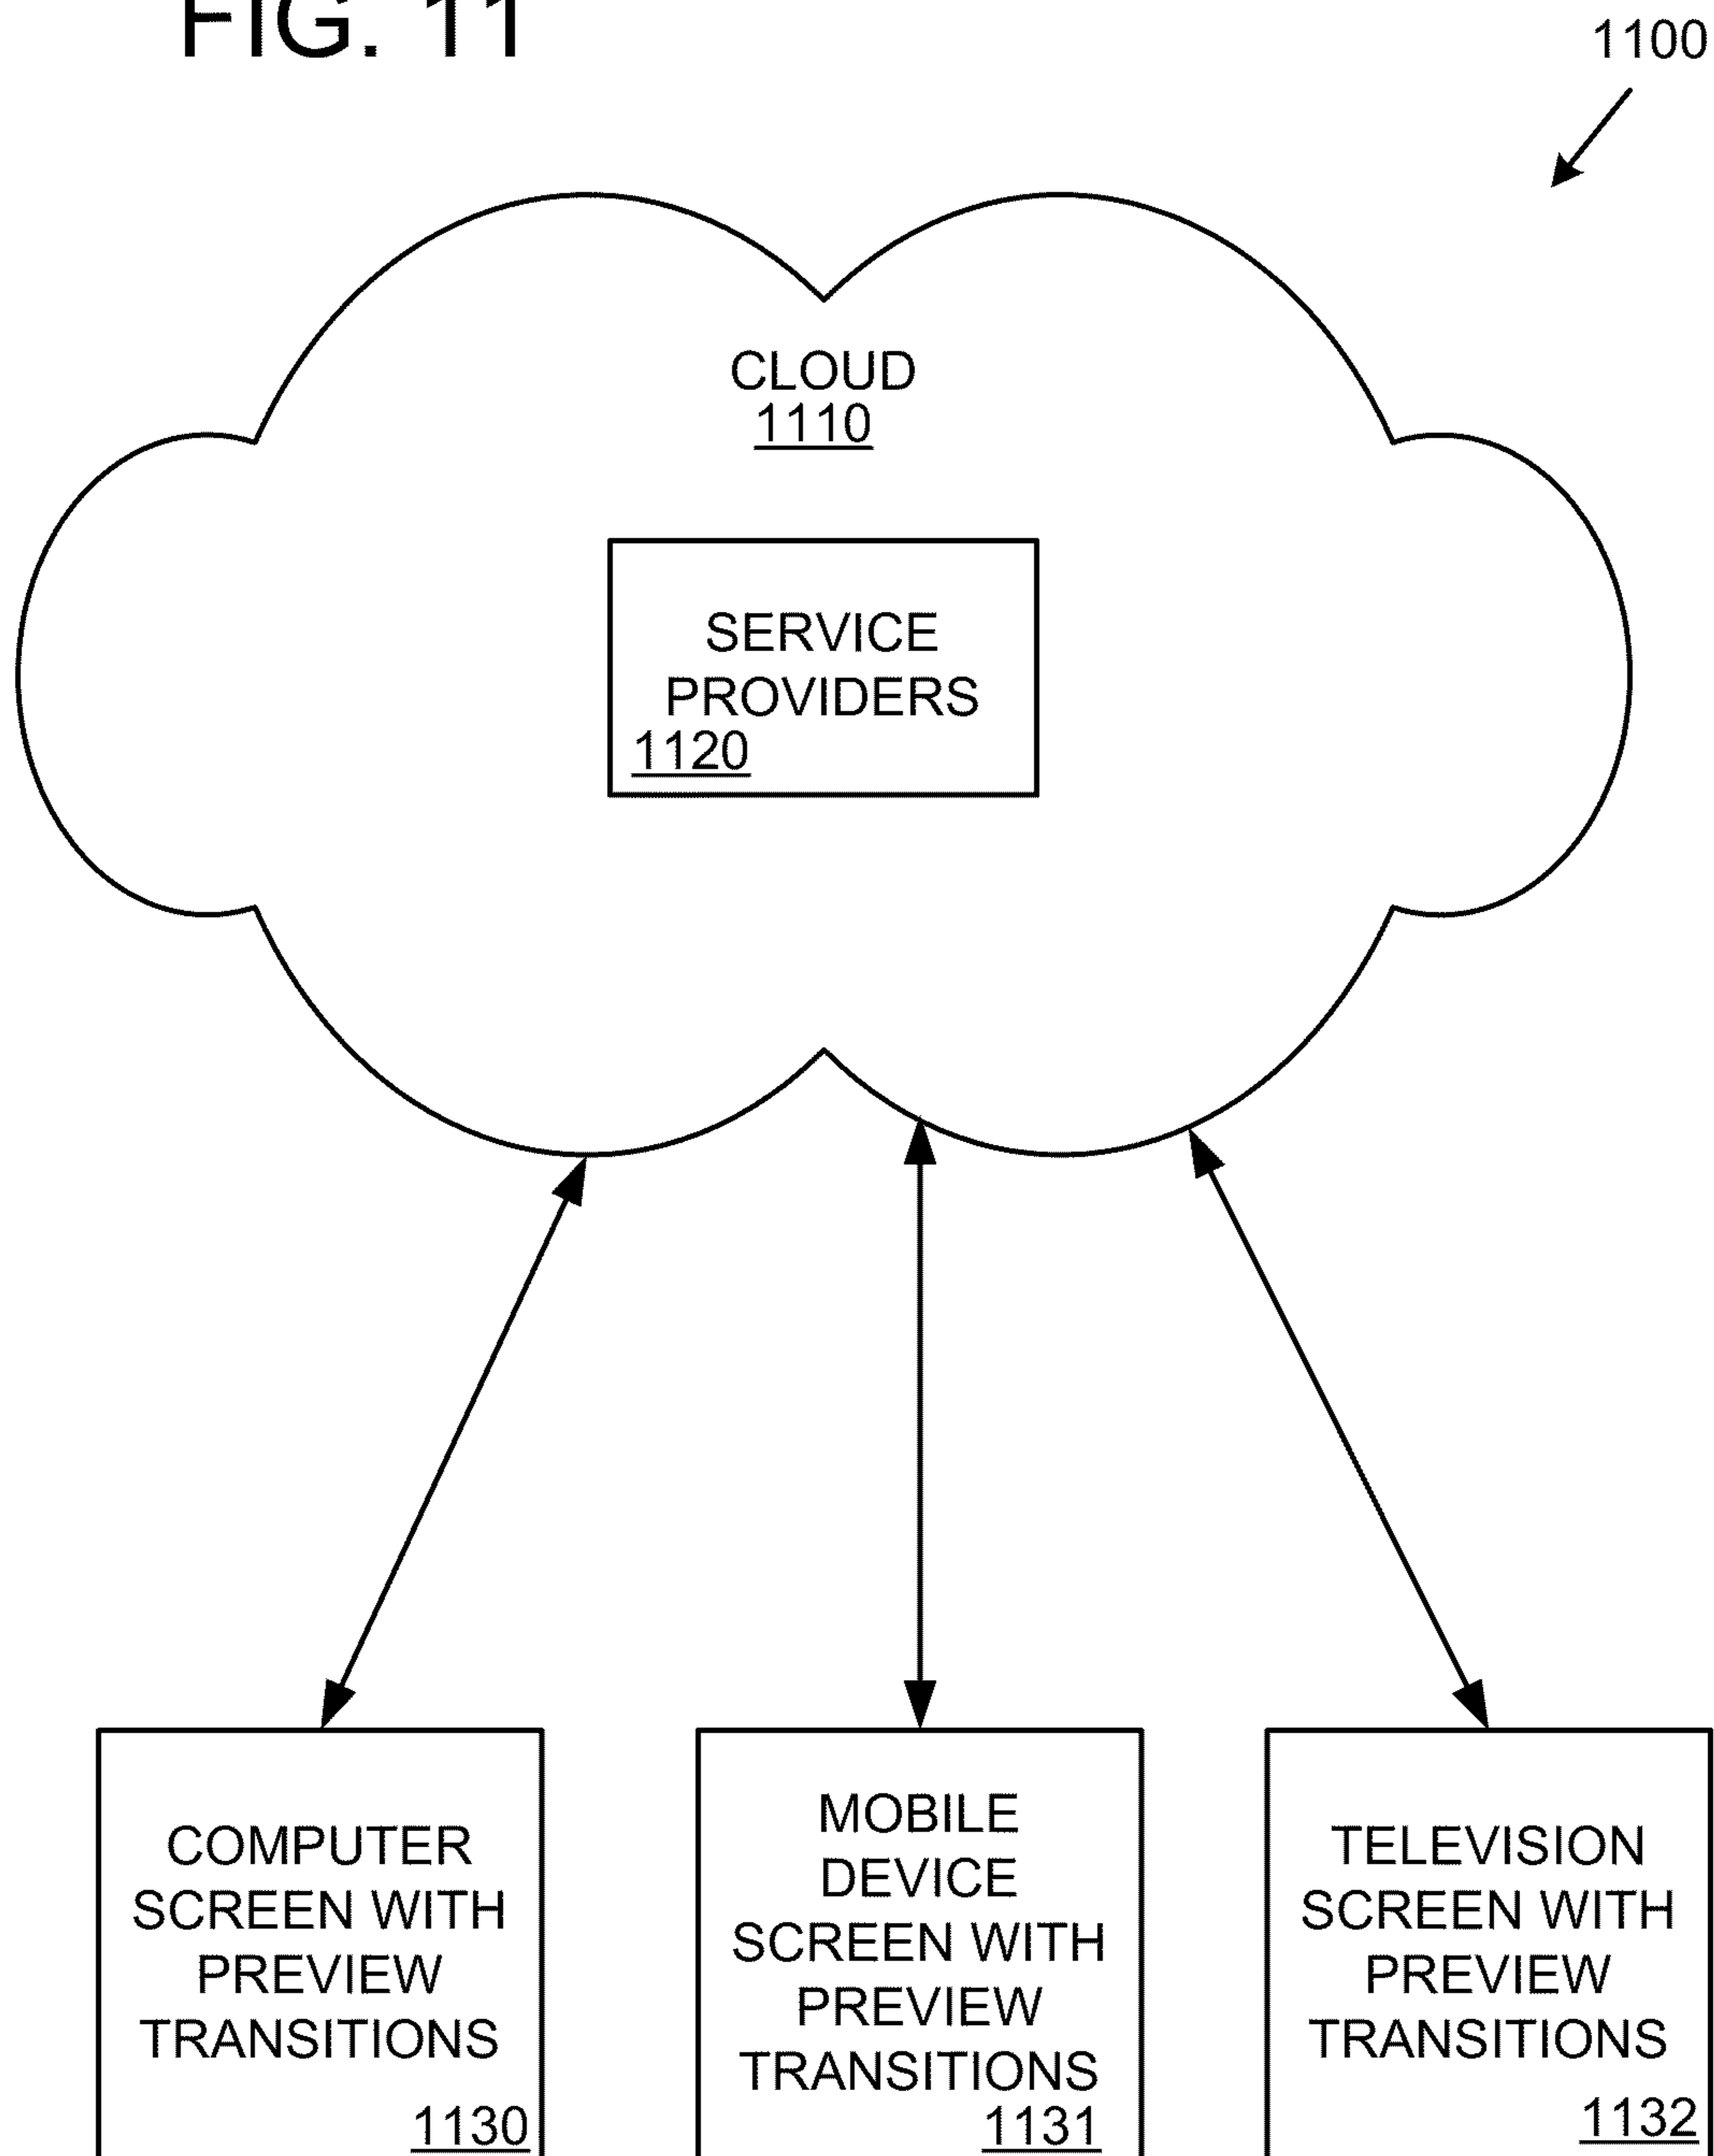 FIG. 11
1100
CLOUD
1110
SERVICE
PROVIDERS
1120
COMPUTER
SCREEN WITH
PREVIEW
TRANSITIONS
1130
MOBILE
DEVICE
SCREEN WITH
PREVIEW
TRANSITIONS
1131
TELEVISION
SCREEN WITH
PREVIEW
TRANSITIONS
1132